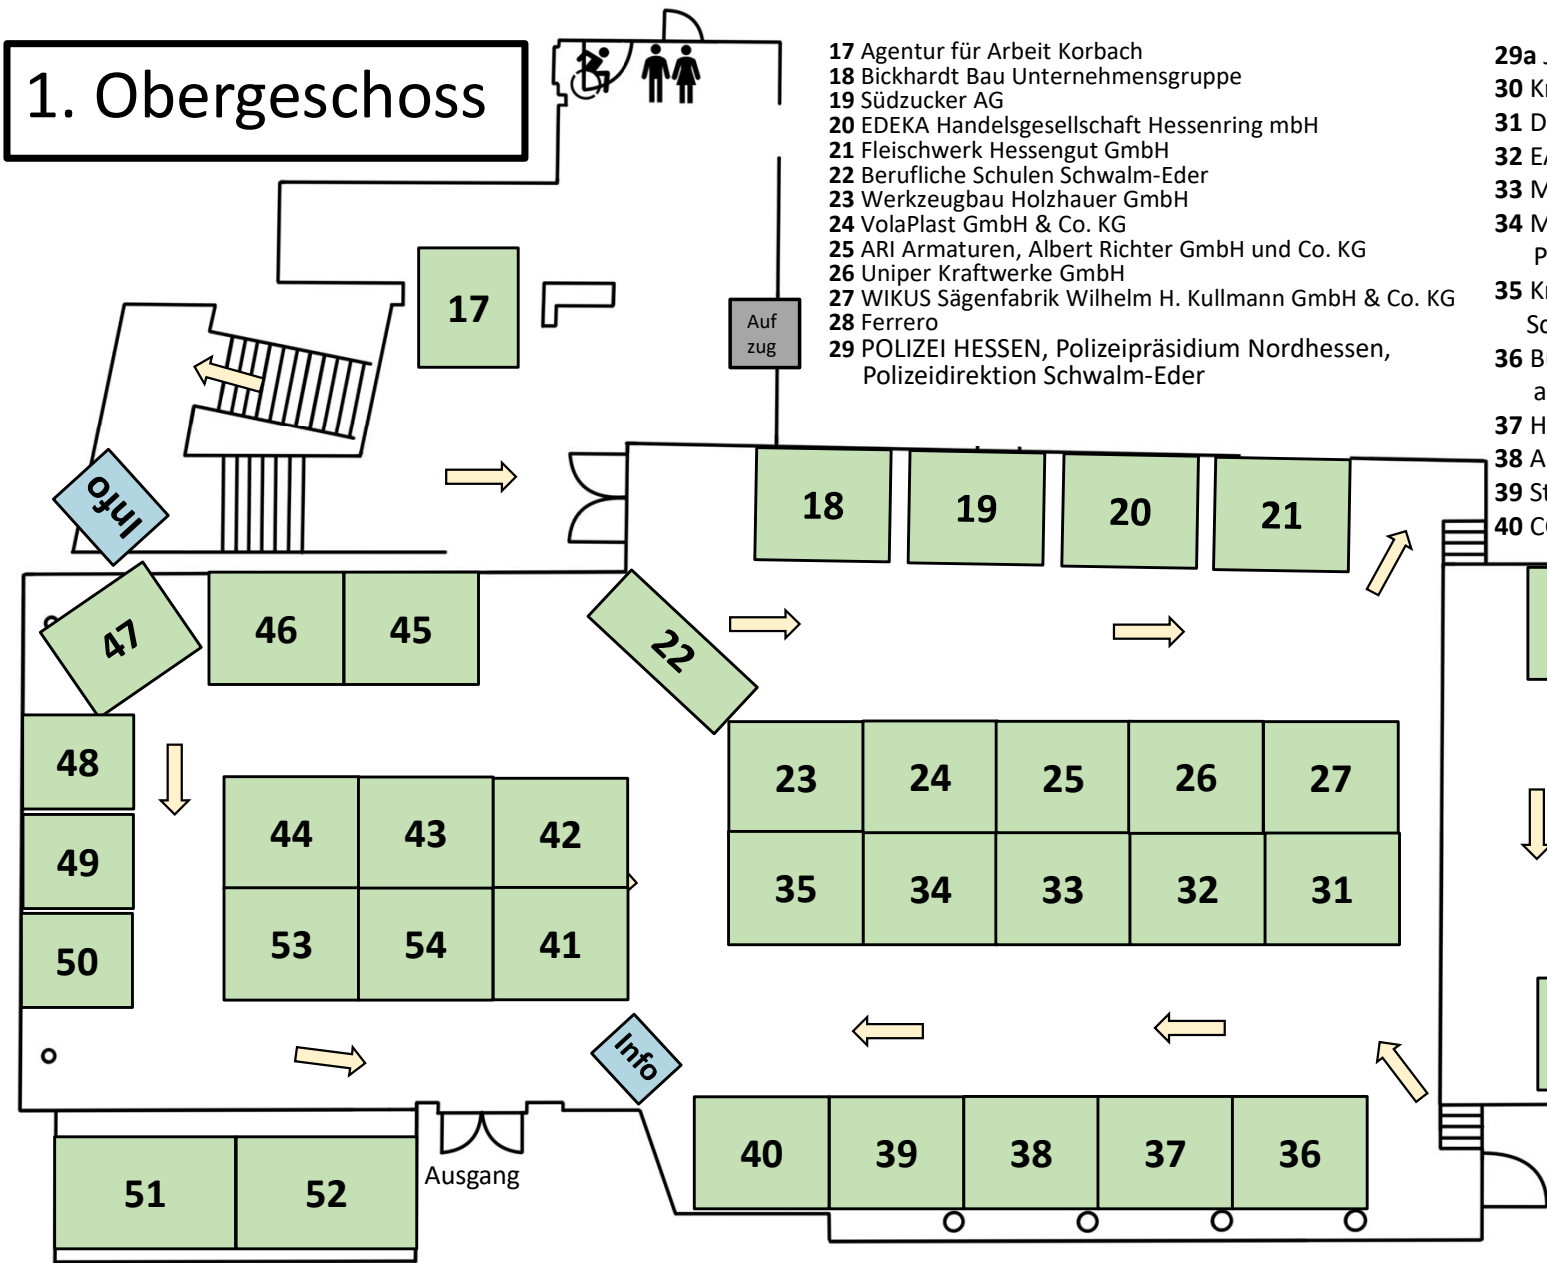 1. Obergeschoss
17 Agentur für Arbeit Korbach
18 Bickhardt Bau Unternehmensgruppe
19 Südzucker AG
20 EDEKA Handelsgesellschaft Hessenring mbH
21 Fleischwerk Hessengut GmbH
22 Berufliche Schulen Schwalm-Eder
23 Werkzeugbau Holzhauer GmbH
24 VolaPlast GmbH & Co. KG
25 ARI Armaturen, Albert Richter GmbH und Co. KG
26 Uniper Kraftwerke GmbH
27 WIKUS Sägenfabrik Wilhelm H. Kullmann GmbH & Co. KG
28 Ferrero
29 POLIZEI HESSEN, Polizeipräsidium Nordhessen,
Polizeidirektion Schwalm-Eder
29a
30
31
32
33
34
35
36
37
38
39
40
17
Auf
zug
Info
18 19 20 21
47 46 45 22
48
23 24 25 26 27
44 43 42
49
35 34 33 32 31
53 54 41
50
Info
40 39 38 37 36
51 52
Ausgang